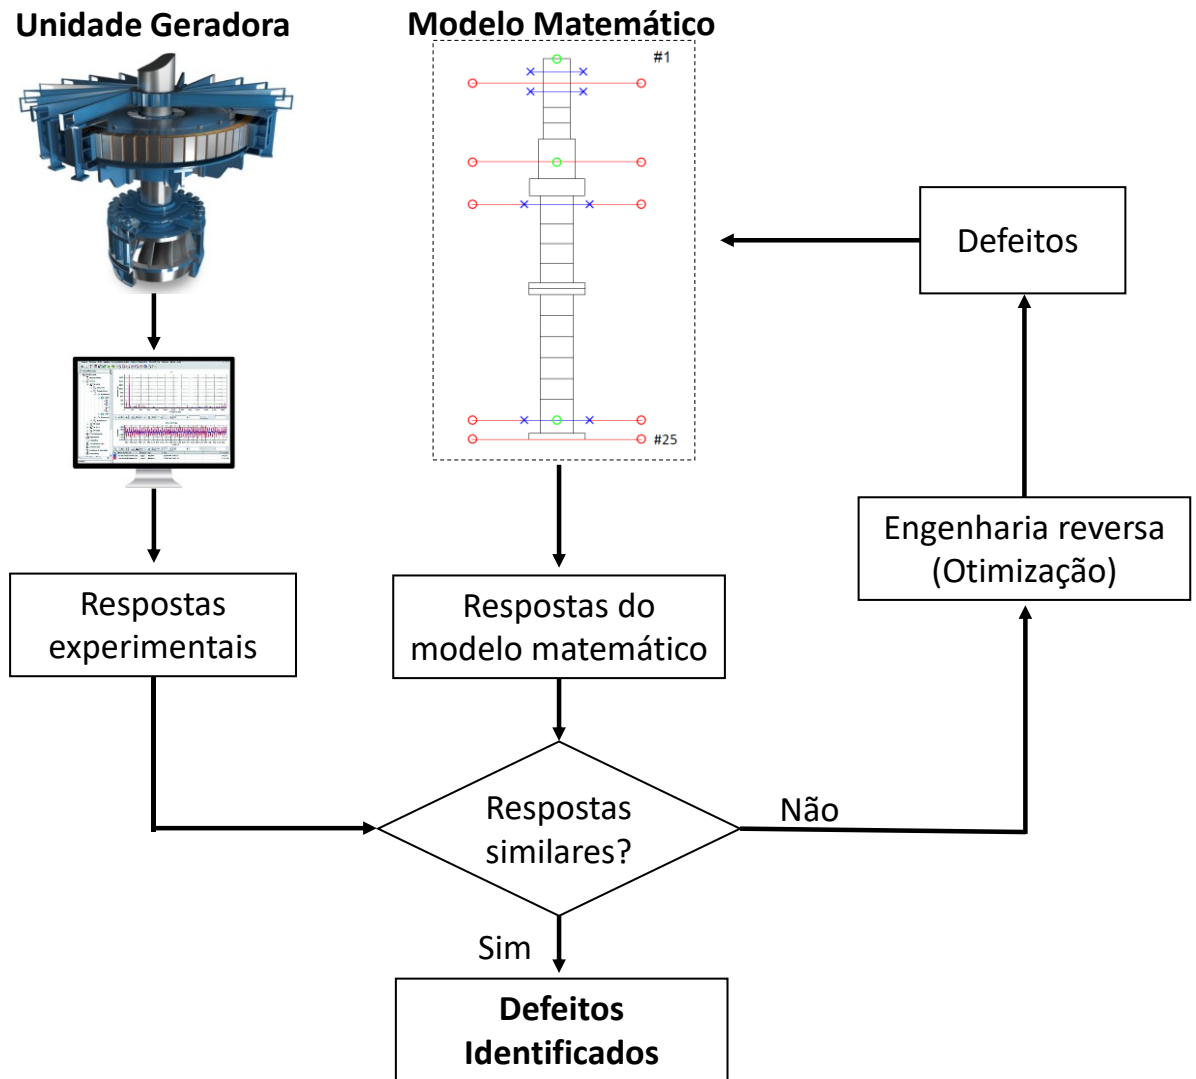 Unidade Geradora
Modelo Matemático
#1
#25
Defeitos
Engenharia reversa
(Otimização)
Respostas
experimentais
Respostas do
modelo matemático
Respostas
similares?
Não
Sim
Defeitos
Identificados